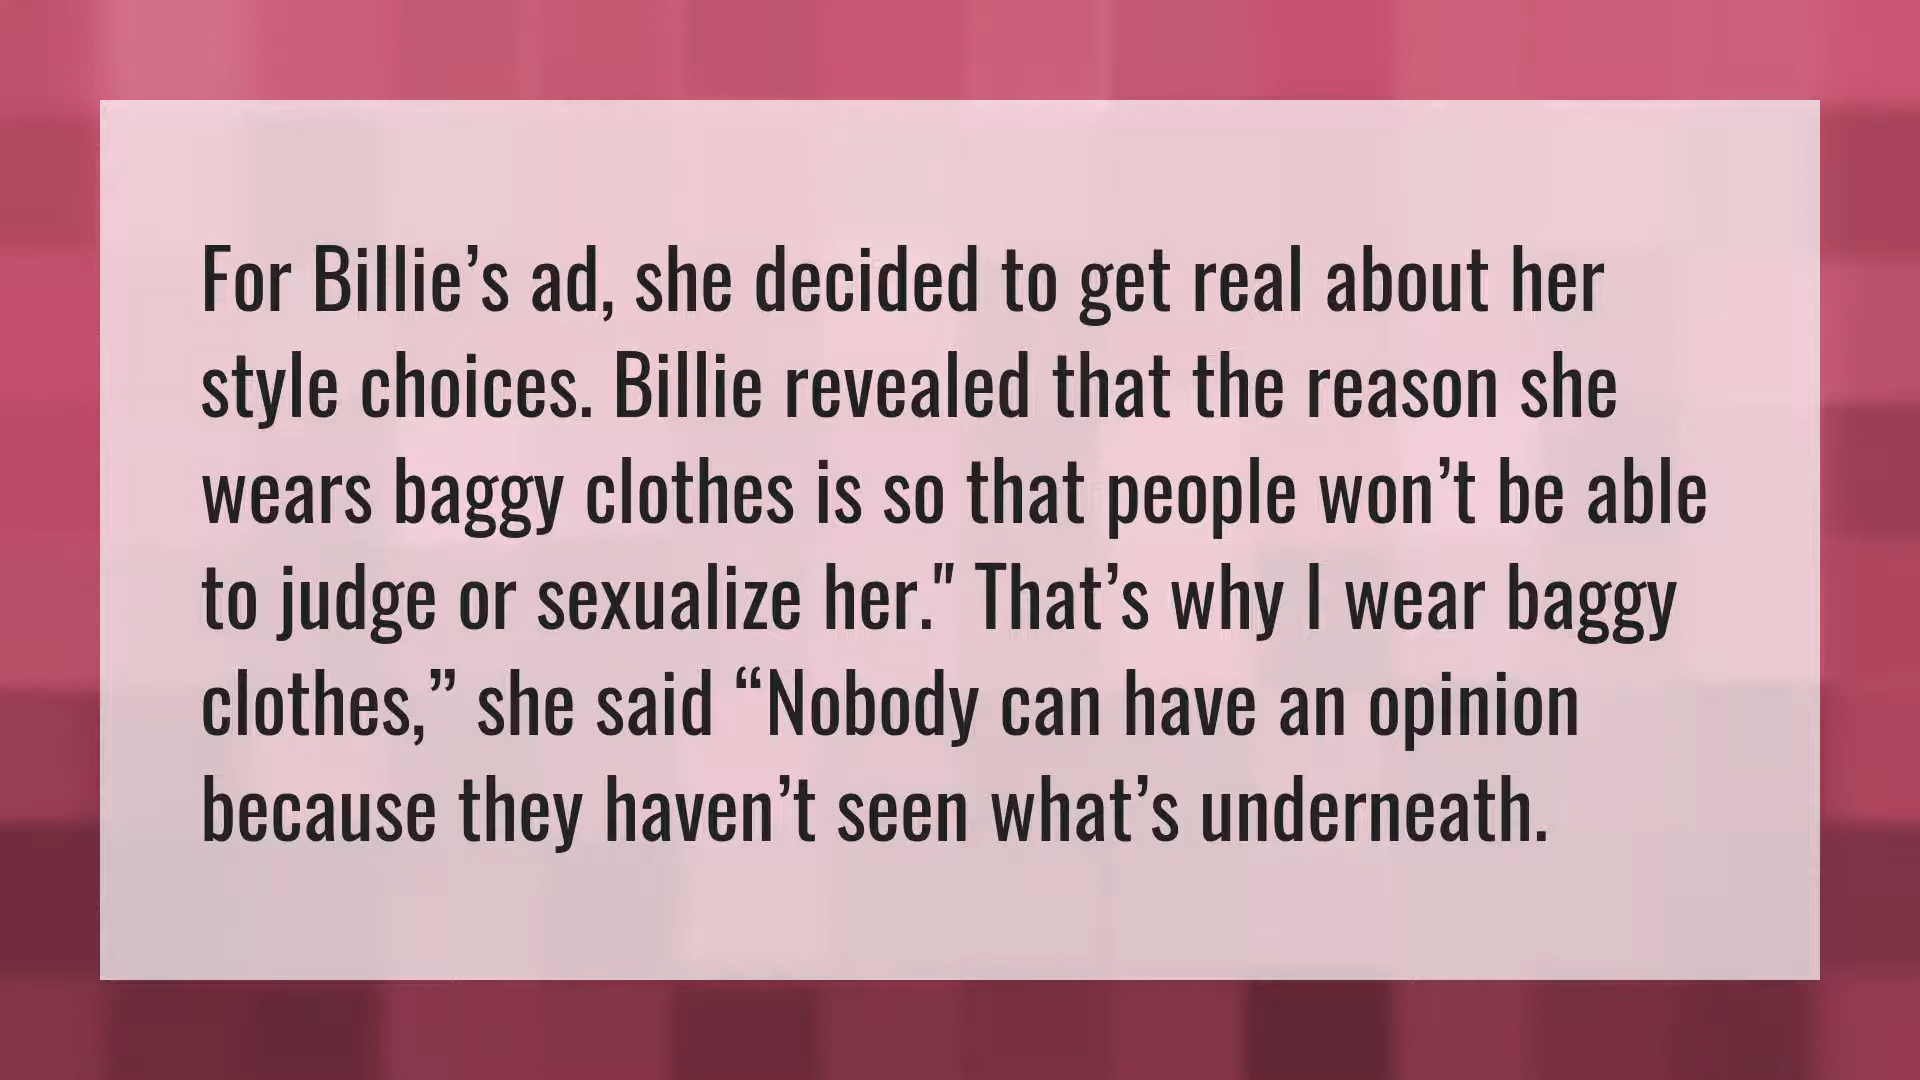 For Billie’s ad, she decided to get real about her
style choices. Billie revealed that the reason she
wears baggy clothes is so that people won’t be able
to judge or sexualize her." That’s why I wear baggy
clothes,” she said “Nobody can have an opinion
because they haven’t seen what’s underneath.